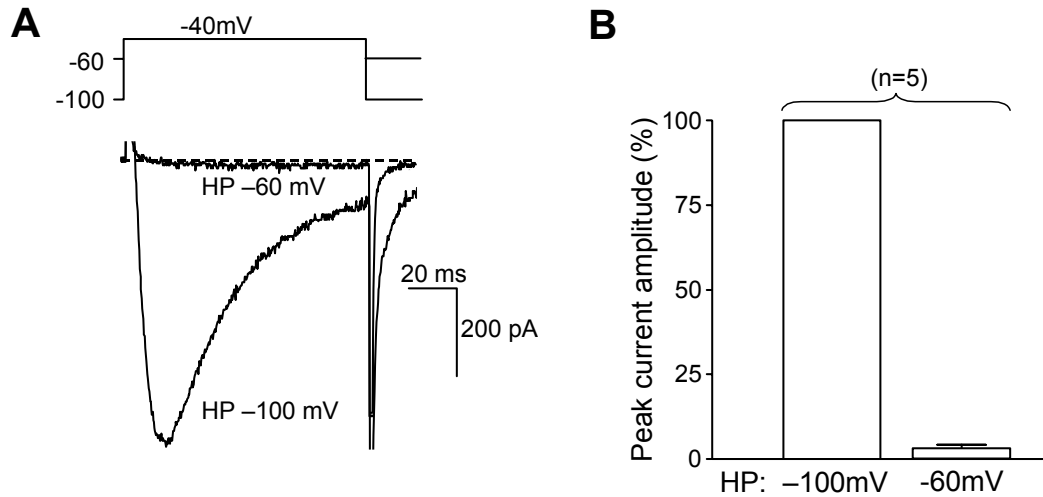 A
-40mV
-60
-100
HP –60 mV
20 ms
200 pA
HP –100 mV
B
(n=5)
Peak current amplitude (%)
100
75
50
25
0
HP: –100mV -60mV